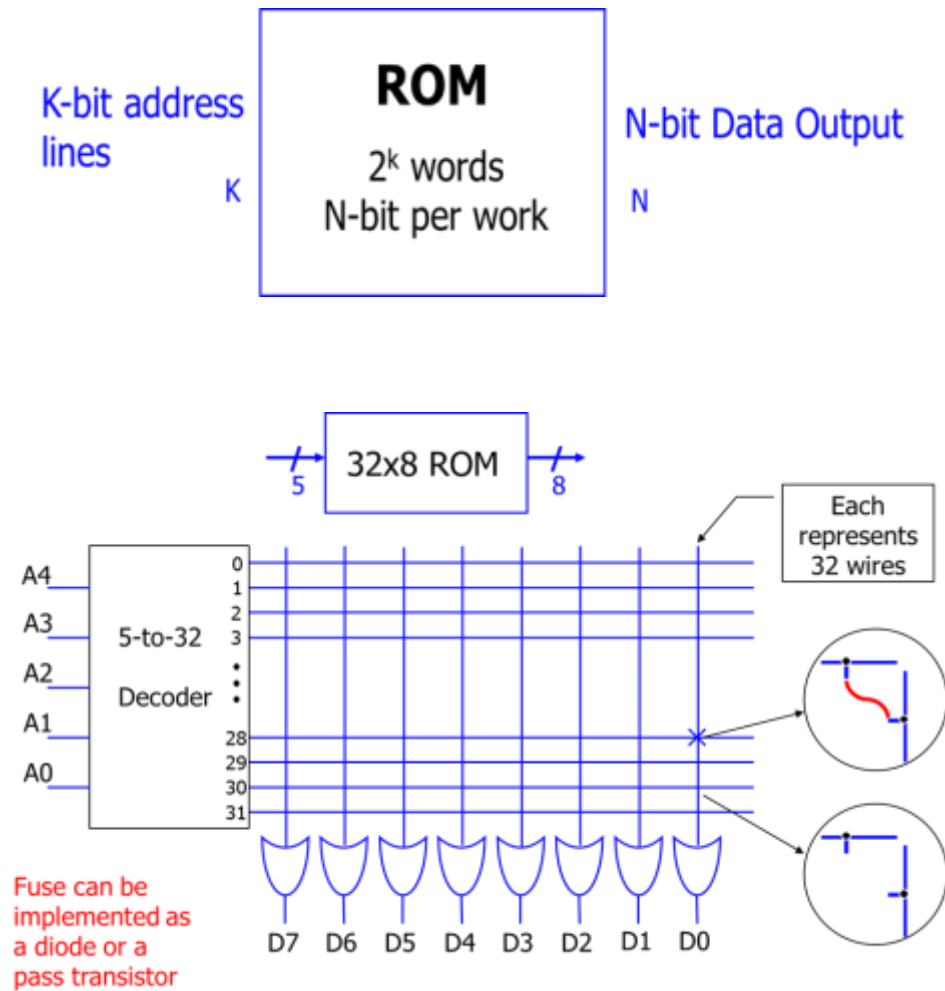 ROM
K-bit address
lines
N-bit Data Output
2ᵏ words
K
N-bit per work
N
32x8 ROM
5
8
Each
represents
32 wires
A4
A3
A2
A1
A0
5-to-32
Decoder
0
1
2
3
28
29
30
31
Fuse can be
implemented as
a diode or a
pass transistor
D7 D6 D5 D4 D3 D2 D1 D0